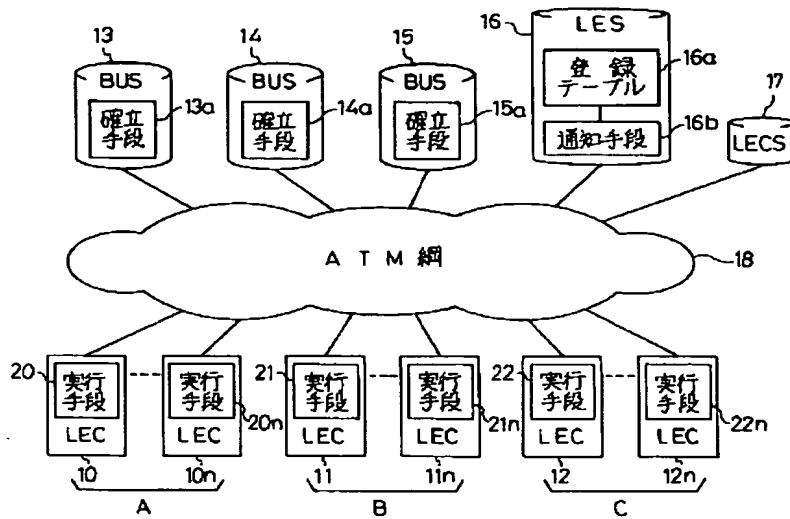 13
14
15
16
17
BUS
確立
手段
13a
BUS
確立
手段
14a
BUS
確立
手段
15a
LES
登録
テーブル
16a
通知手段
16b
LECS
ATM網
18
20
実行
手段
LEC
10
実行
手段
20n
LEC
10n
21
実行
手段
LEC
11
実行
手段
21n
LEC
11n
22
実行
手段
LEC
12
実行
手段
22n
LEC
12n
A
B
C